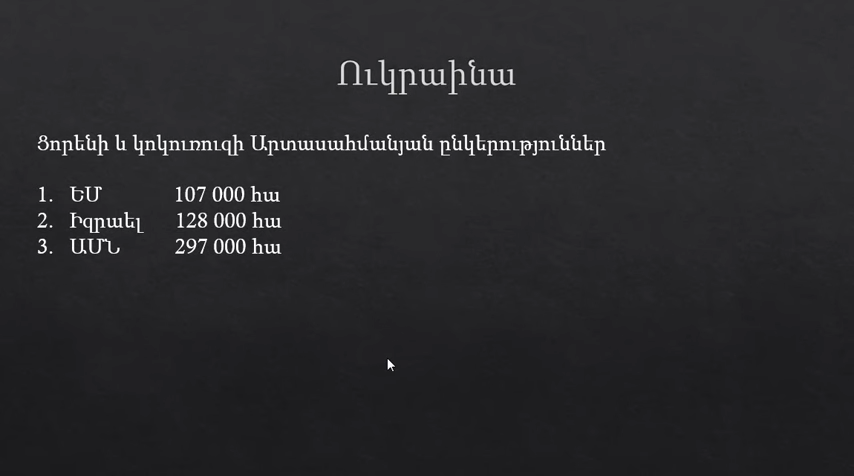 Ուկրաինա
Ցորենի և կոկուռուզի Արտասահմանյան ընկերություններ
1. ԵՄ 107 000 հա
2. Իզրաել 128 000 հա
3. ԱՄՆ 297 000 հա